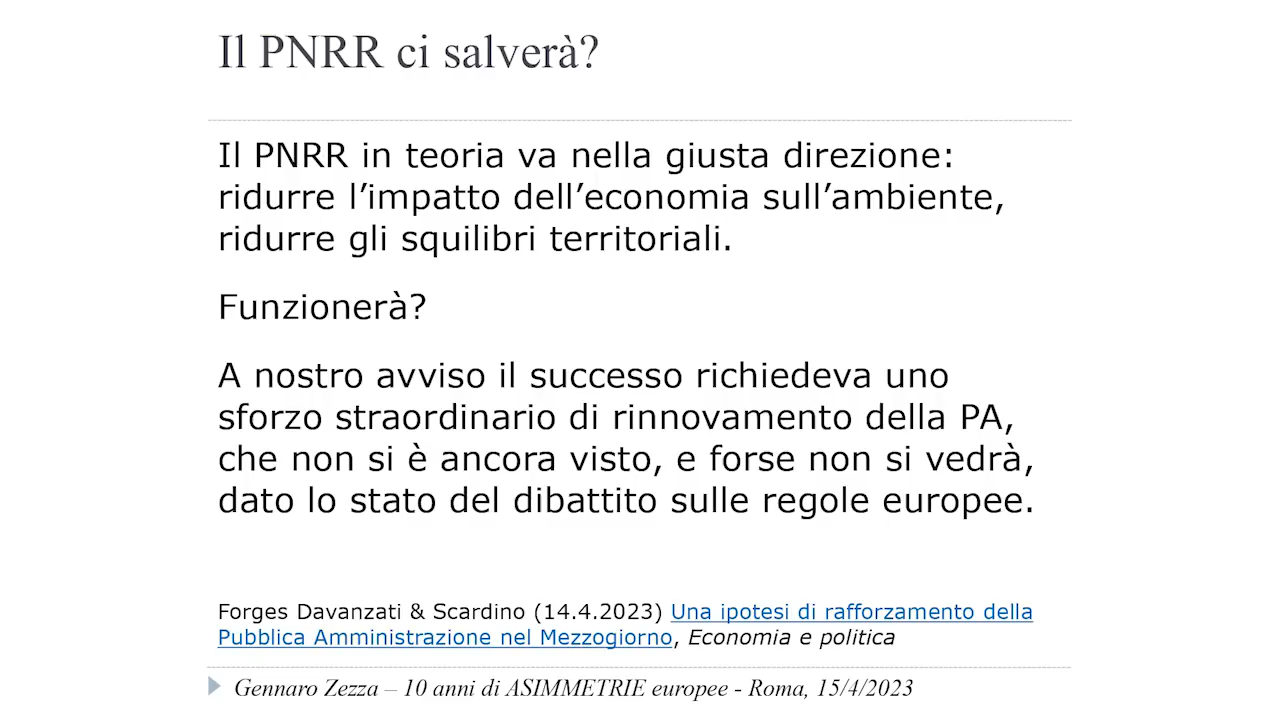 Il PNRR ci salverà?
Il PNRR in teoria va nella giusta direzione:
ridurre l’impatto dell’economia sull’ambiente,
ridurre gli squilibri territoriali.
Funzionerà?
A nostro avviso il successo richiedeva uno
sforzo straordinario di rinnovamento della PA,
che non si è ancora visto, e forse non si vedrà,
dato lo stato del dibattito sulle regole europee.
Forges Davanzati & Scardino (14.4.2023) Una ipotesi di rafforzamento della
Pubblica Amministrazione nel Mezzogiorno, Economia e politica
Gennaro Zezza – 10 anni di ASIMMETRIE europee - Roma, 15/4/2023